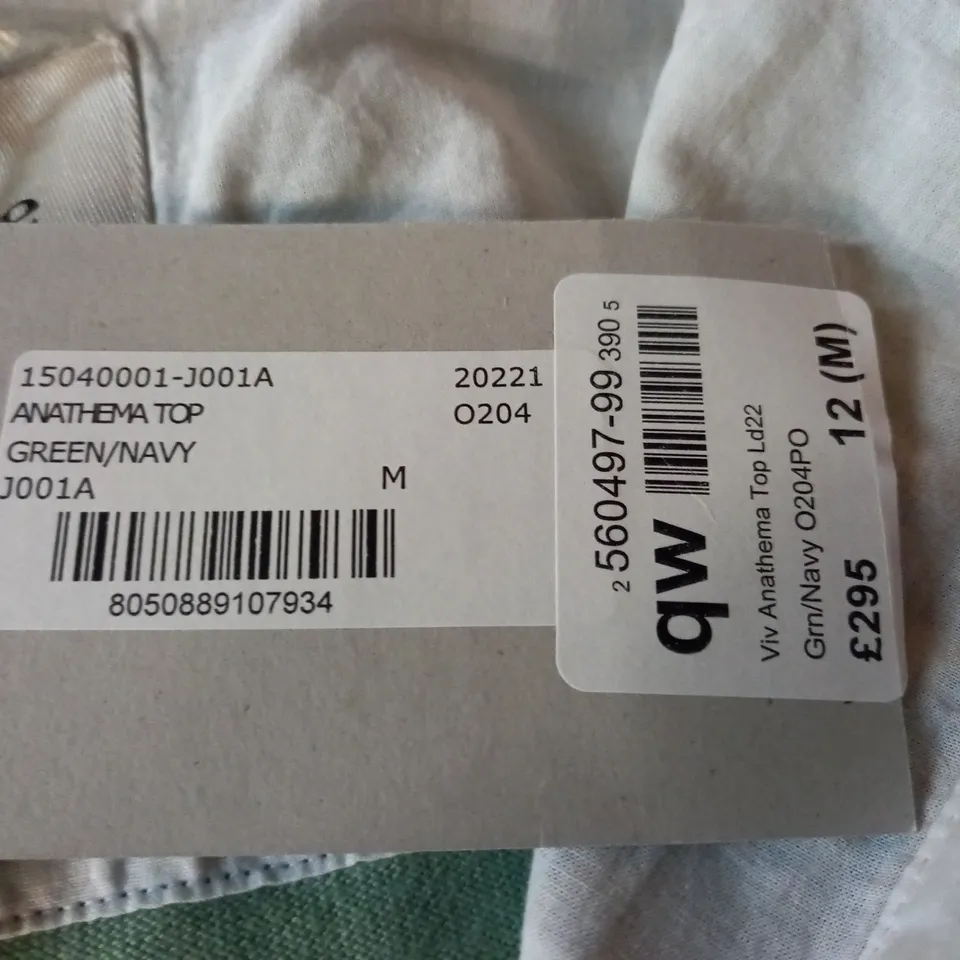 o.
15040001-J001A 20221
ANATHEMA TOP O204
GREEN/NAVY
J001A M
8050889107934
2 560497-99 390 5
qw
Viv Anathema Top Ld22
Grn/Navy O204PO
£295 12 (M)